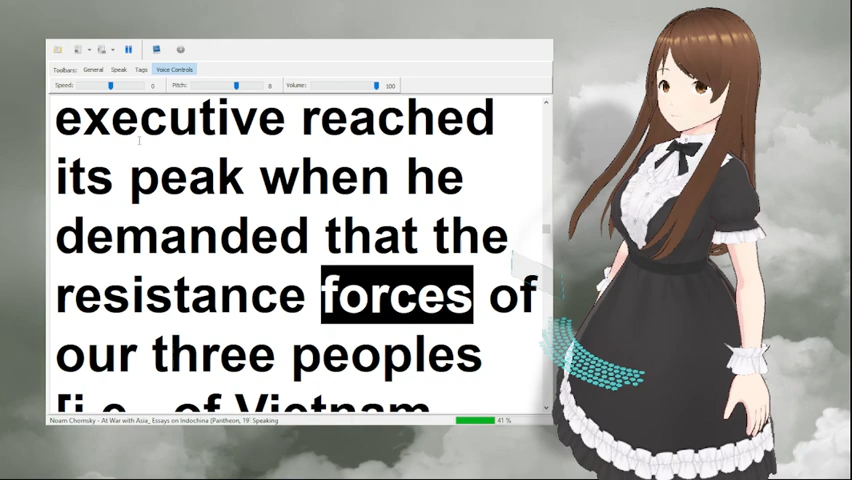 Toolbars: General Speak Tags Voice Controls
Speed: 0 Pitch: 8 Volume: 100
executive reached
its peak when he
demanded that the
resistance forces of
our three peoples
[i.e., of Vietnam
Noam Chomsky - At War with Asia_ Essays on Indochina (Pantheon, 19 Speaking 41 %